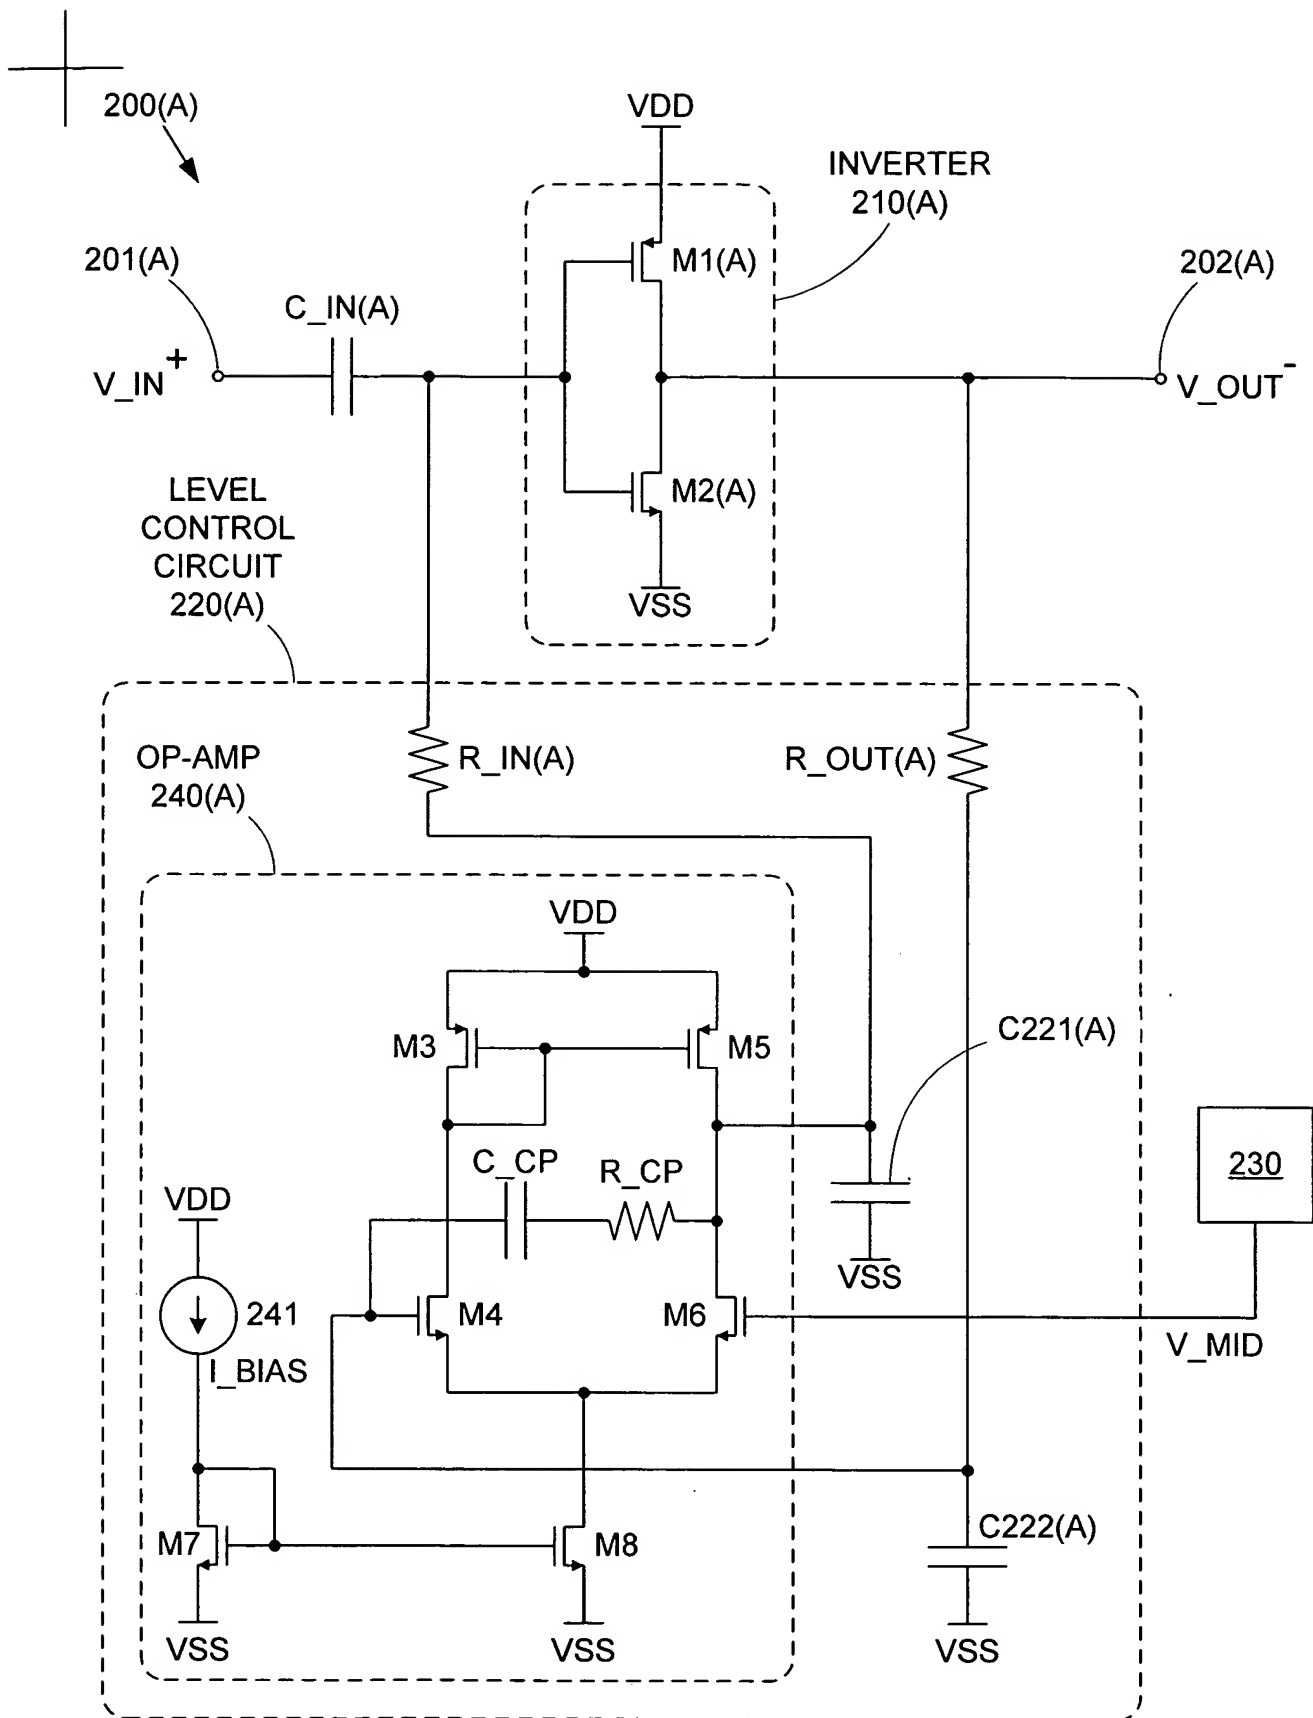 200(A)
VDD
INVERTER
210(A)
M1(A)
201(A)
202(A)
C_IN(A)
V_IN+
V_OUT-
M2(A)
LEVEL
CONTROL
CIRCUIT
220(A)
VSS
OP-AMP
240(A)
R_IN(A)
R_OUT(A)
VDD
M3
M5
C221(A)
C_CP
R_CP
230
VDD
VSS
241
M4
M6
I_BIAS
V_MID
M7
M8
C222(A)
VSS
VSS
VSS